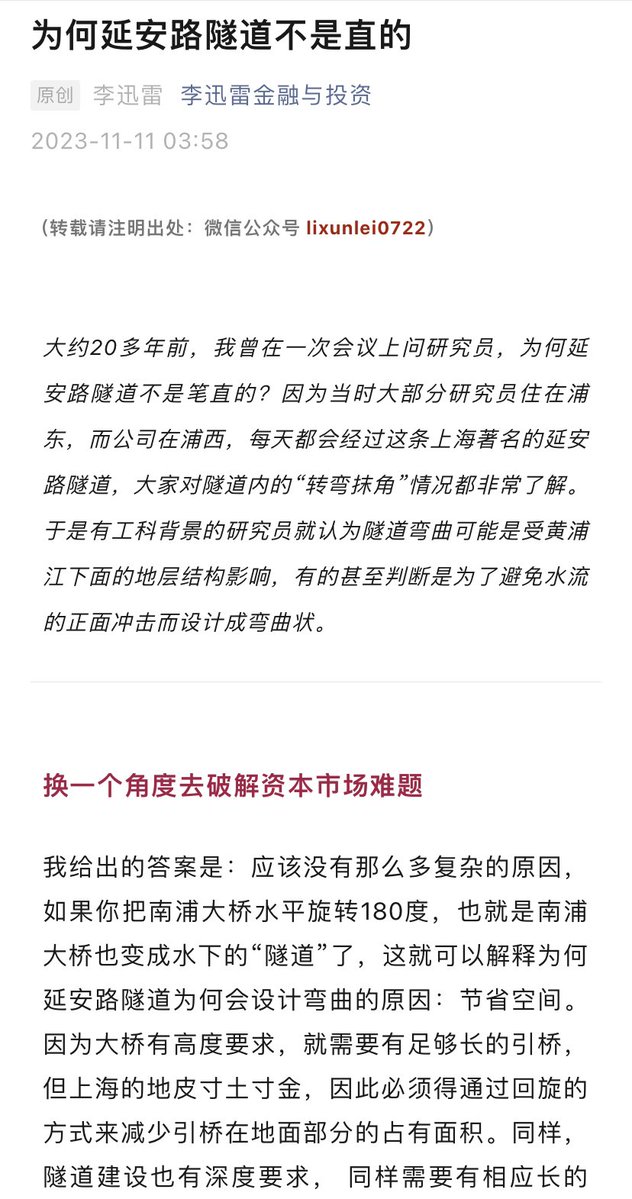 为何延安路隧道不是直的
原创 李迅雷 李迅雷金融与投资
2023-11-11 03:58
（转载请注明出处：微信公众号 lixunlei0722）
大约20多年前，我曾在一次会议上问研究员，为何延
安路隧道不是笔直的？因为当时大部分研究员住在浦
东，而公司在浦西，每天都会经过这条上海著名的延安
路隧道，大家对隧道内的“转弯抹角”情况都非常了解。
于是有工科背景的研究员就认为隧道弯曲可能是受黄浦
江下面的地层结构影响，有的甚至判断是为了避免水流
的正面冲击而设计成弯曲状。
换一个角度去破解资本市场难题
我给出的答案是：应该没有那么多复杂的原因，
如果你把南浦大桥水平旋转180度，也就是南浦
大桥也变成水下的“隧道”了，这就可以解释为何
延安路隧道为何会设计弯曲的原因：节省空间。
因为大桥有高度要求，就需要有足够长的引桥，
但上海的地皮寸土寸金，因此必须得通过回旋的
方式来减少引桥在地面部分的占有面积。同样，
隧道建设也有深度要求， 同样需要有相应长的